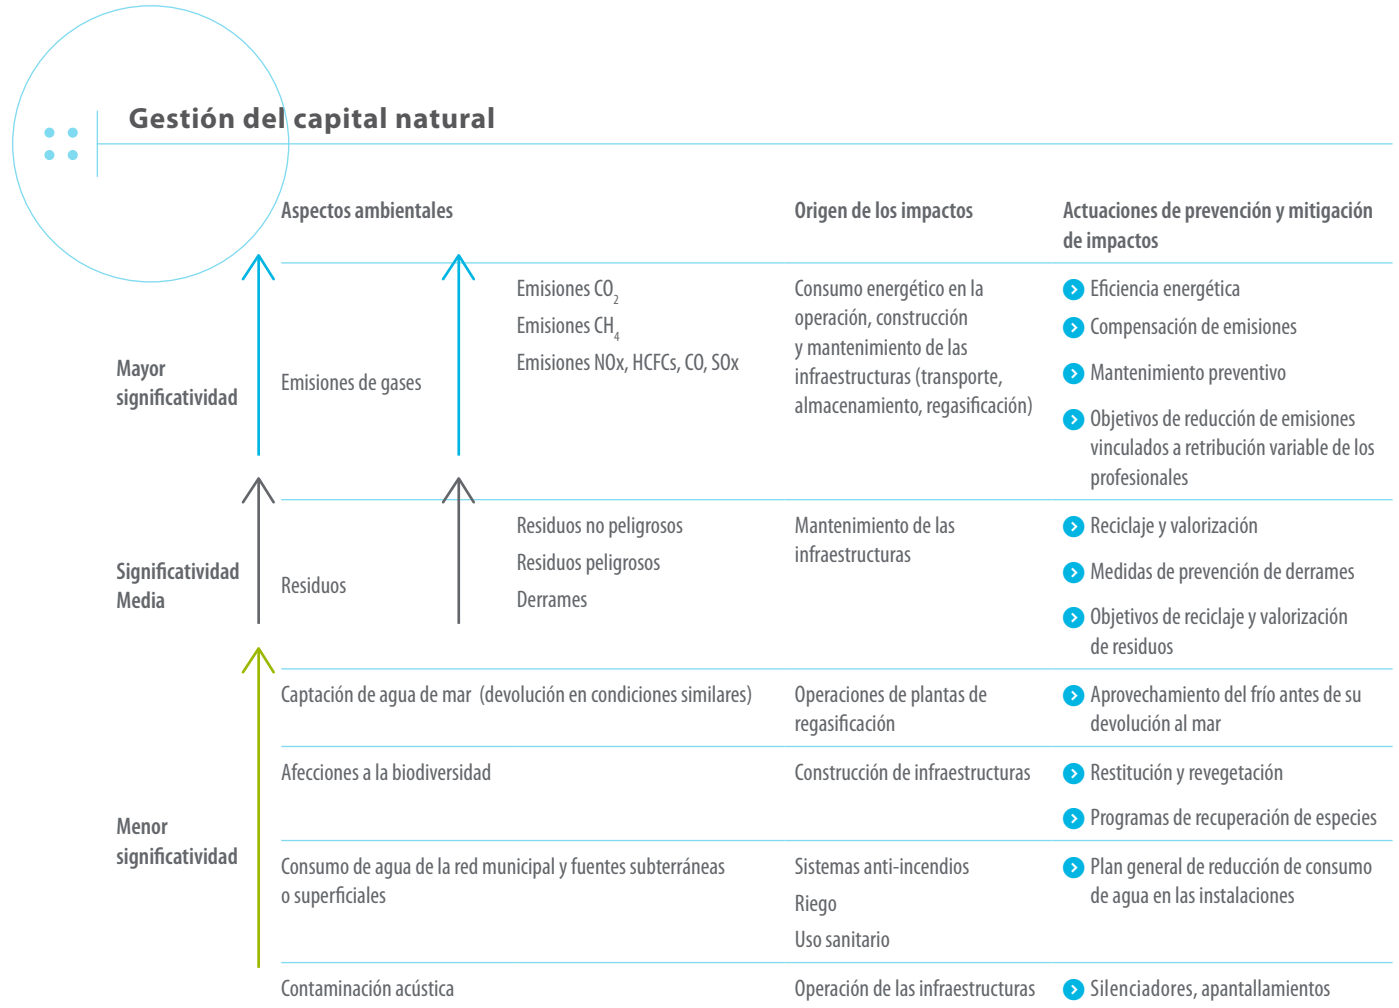 Gestión del capital natural
Aspectos ambientales
Origen de los impactos
Actuaciones de prevención y mitigación
de impactos
Mayor
significatividad
Emisiones de gases
Emisiones CO₂
Emisiones CH₄
Emisiones NOx, HCFCs, CO, SOx
Consumo energético en la
operación, construcción
y mantenimiento de las
infraestructuras (transporte,
almacenamiento, regasificación)
Eficiencia energética
Compensación de emisiones
Mantenimiento preventivo
Objetivos de reducción de emisiones
vinculados a retribución variable de los
profesionales
Significatividad
Media
Residuos
Residuos no peligrosos
Residuos peligrosos
Derrames
Mantenimiento de las
infraestructuras
Reciclaje y valorización
Medidas de prevención de derrames
Objetivos de reciclaje y valorización
de residuos
Menor
significatividad
Captación de agua de mar (devolución en condiciones similares)
Operaciones de plantas de
regasificación
Aprovechamiento del frío antes de su
devolución al mar
Afecciones a la biodiversidad
Construcción de infraestructuras
Restitución y revegetación
Programas de recuperación de especies
Consumo de agua de la red municipal y fuentes subterráneas
o superficiales
Sistemas anti-incendios
Riego
Uso sanitario
Plan general de reducción de consumo
de agua en las instalaciones
Contaminación acústica
Operación de las infraestructuras
Silenciadores, apantallamientos